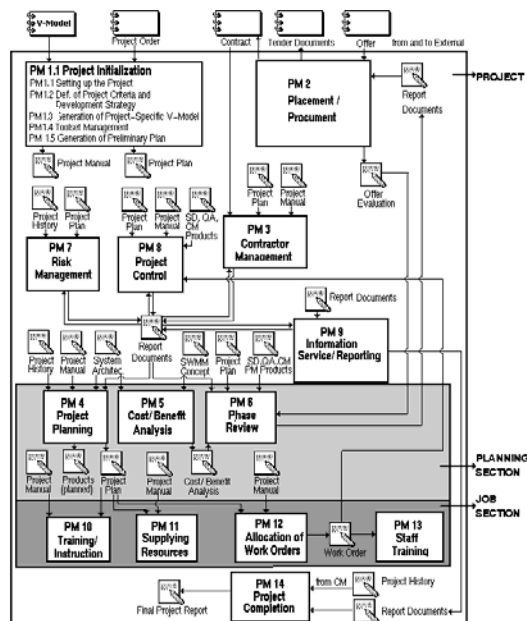 V-Model
Project Order
Contract
Tender Documents
Offer
from and to External
PM 1.1 Project Initialization
PM 1.1 Setting up the Project
PM 1.2 Def. of Project Criteria and
Development Strategy
PM 1.3 Generation of Project-Specific V-Model
PM 1.4 Toolset Management
PM 1.5 Generation of Preliminary Plan
PM 2
Placement /
Procument
Report
Documents
PROJECT
Project Manual
Project Plan
Offer
Evaluation
Project
History
Project
Plan
Project
Plan
Project
Manual
SD, QA,
CM
Products
Project
Plan
Project
Manual
PM 7
Risk
Management
PM 8
Project
Control
PM 3
Contractor
Management
Report Documents
Report
Documents
PM 9
Information
Service/ Reporting
Project
History
Project
Manual
System
Architec.
SWMM
Concept
Project
Plan
SD,QA,CM
PM Products
PM 4
Project
Planning
PM 5
Cost/ Benefit
Analysis
PM 6
Phase
Review
Project
Manual
Products
(planned)
Project
Plan
Project
Manual
Cost/ Benefit
Analysis
Project
Manual
PLANNING
SECTION
JOB
SECTION
PM 10
Training/
Instruction
PM 11
Supplying
Resources
PM 12
Allocation of
Work Orders
Work Order
PM 13
Staff
Training
Final Project Report
PM 14
Project
Completion
from CM
Project History
Report Documents